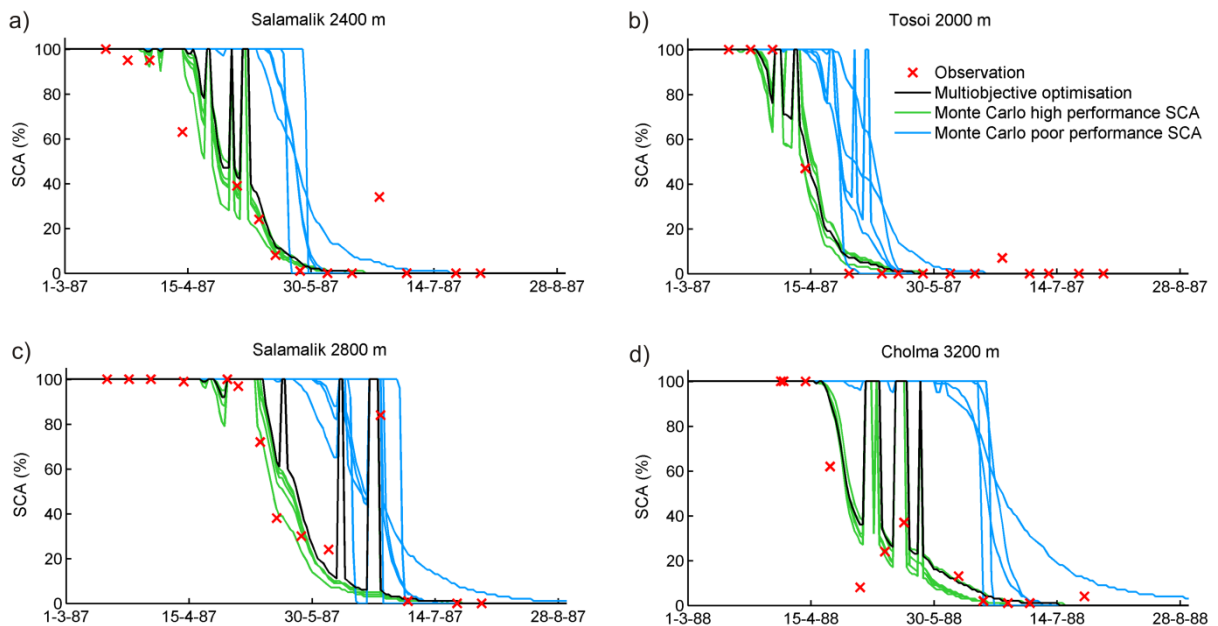 a)
Salamalik 2400 m
SCA (%)
100
80
60
40
20
0
1-3-87
15-4-87
30-5-87
14-7-87
28-8-87
b)
Tosoi 2000 m
Observation
Multiobjective optimisation
Monte Carlo high performance SCA
Monte Carlo poor performance SCA
SCA (%)
100
80
60
40
20
0
1-3-87
15-4-87
30-5-87
14-7-87
28-8-87
c)
Salamalik 2800 m
SCA (%)
100
80
60
40
20
0
1-3-87
15-4-87
30-5-87
14-7-87
28-8-87
d)
Cholma 3200 m
SCA (%)
100
80
60
40
20
0
1-3-88
15-4-88
30-5-88
14-7-88
28-8-88